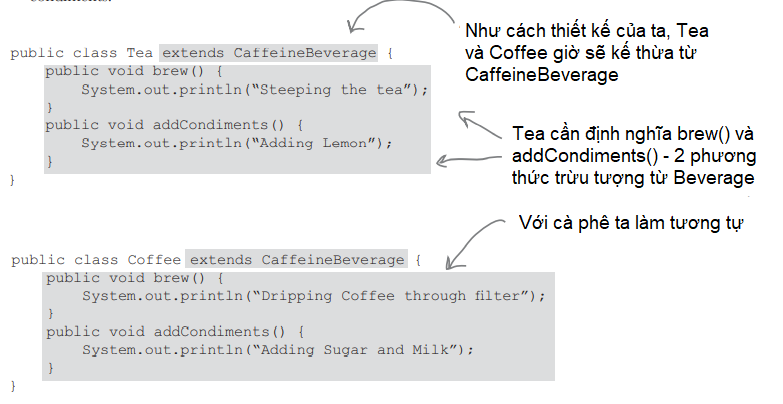 condiments.
Như cách thiết kế của ta, Tea
và Coffee giờ sẽ kế thừa từ
CaffeineBeverage
public class Tea extends CaffeineBeverage {
public void brew() {
System.out.println(“Steeping the tea”);
}
public void addCondiments() {
System.out.println(“Adding Lemon”);
}
}
Tea cần định nghĩa brew() và
addCondiments() - 2 phương
thức trừu tượng từ Beverage
Với cà phê ta làm tương tự
public class Coffee extends CaffeineBeverage {
public void brew() {
System.out.println(“Dripping Coffee through filter”);
}
public void addCondiments() {
System.out.println(“Adding Sugar and Milk”);
}
}